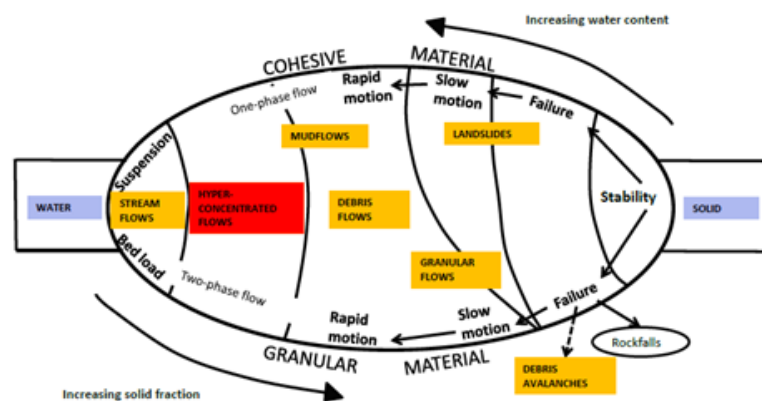 Increasing water content
COHESIVE MATERIAL
One-phase flow
Rapid motion
Slow motion
Failure
MUDFLOWS
LANDSLIDES
Suspension
WATER
STREAM FLOWS
HYPER-CONCENTRATED FLOWS
DEBRIS FLOWS
Stability
SOLID
Bed load
Two-phase flow
GRANULAR FLOWS
Rapid motion
Slow motion
Failure
Rockfalls
GRANULAR MATERIAL
DEBRIS AVALANCHES
Increasing solid fraction